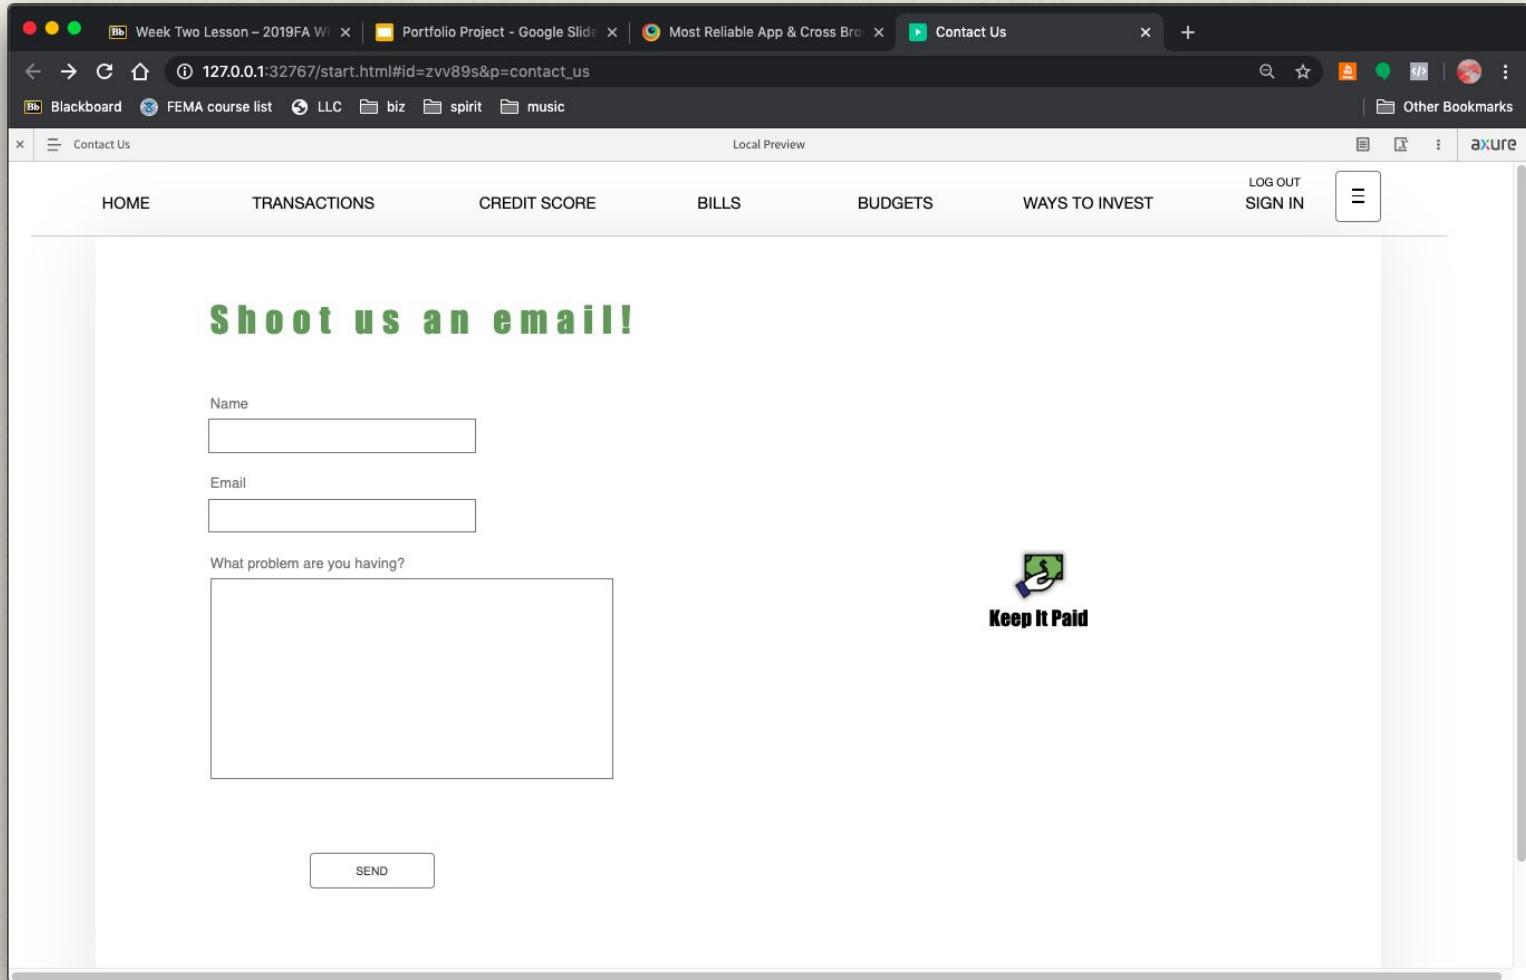 Week Two Lesson – 2019FA W
Portfolio Project - Google Slide
Most Reliable App & Cross Bro
Contact Us
127.0.0.1:32767/start.html#id=zvv89s&p=contact_us
Bb Blackboard FEMA course list LLC biz spirit music Other Bookmarks
Contact Us Local Preview axure
HOME TRANSACTIONS CREDIT SCORE BILLS BUDGETS WAYS TO INVEST
LOG OUT
SIGN IN
Shoot us an email!
Name
Email
What problem are you having?
$
Keep It Paid
SEND